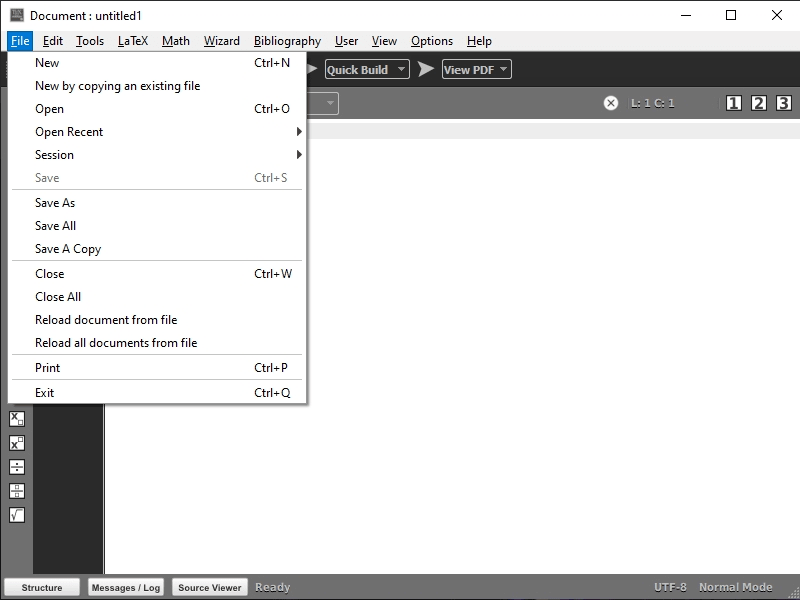 Document : untitled1
File Edit Tools LaTeX Math Wizard Bibliography User View Options Help
Quick Build View PDF
L: 1 C: 1 1 2 3
New Ctrl+N
New by copying an existing file
Open Ctrl+O
Open Recent
Session
Save Ctrl+S
Save As
Save All
Save A Copy
Close Ctrl+W
Close All
Reload document from file
Reload all documents from file
Print Ctrl+P
Exit Ctrl+Q
Structure Messages / Log Source Viewer Ready UTF-8 Normal Mode